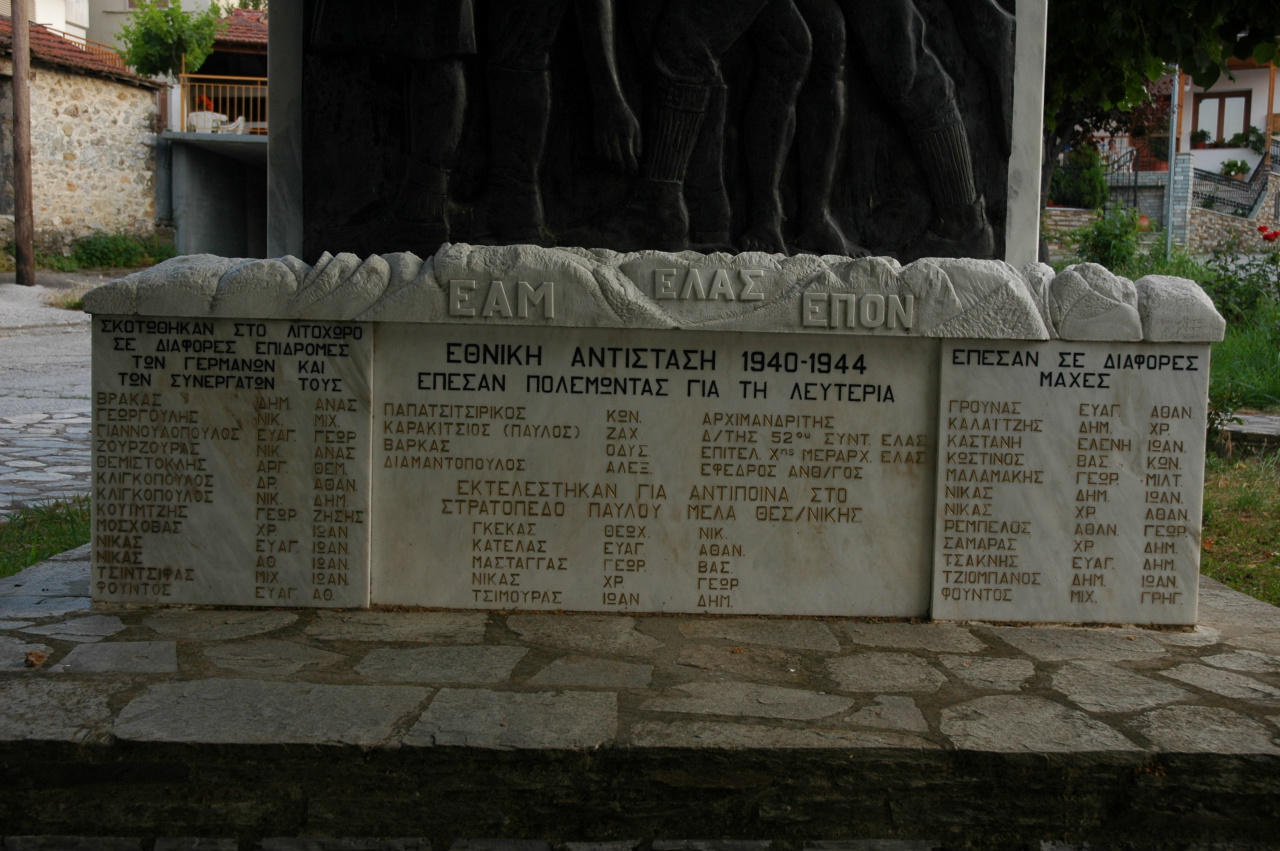 ΕΑΜ ΕΛΑΣ ΕΠΟΝ
ΣΚΟΤΩΘΗΚΑΝ ΣΤΟ ΛΙΤΟΧΩΡΟ
ΣΕ ΔΙΑΦΟΡΕΣ ΕΠΙΔΡΟΜΕΣ
ΤΩΝ ΓΕΡΜΑΝΩΝ ΚΑΙ
ΤΩΝ ΣΥΝΕΡΓΑΤΩΝ ΤΟΥΣ
ΒΡΑΚΑΣ ΔΗΜ. ΑΝΑΣ
ΓΕΩΡΓΟΥΛΗΣ ΝΙΚ. ΜΙΧ.
ΓΙΑΝΝΟΥΔΟΠΟΥΛΟΣ ΕΥΑΓ. ΓΕΩΡ
ΖΟΥΡΖΟΥΡΑΣ ΝΙΚ. ΑΝΑΣ
ΘΕΜΙΣΤΟΚΛΗΣ ΑΡΓ. ΘΕΜ.
ΚΛΙΓΚΟΠΟΥΛΟΣ ΔΡ. ΑΘΑΝ.
ΚΛΙΓΚΟΠΟΥΛΟΣ ΝΙΚ. ΔΗΜ.
ΚΟΥΙΜΤΖΗΣ ΓΕΩΡ ΖΗΣΗΣ
ΜΟΣΧΟΒΑΣ ΧΡ. ΙΩΑΝ
ΝΙΚΑΣ ΕΥΑΓ. ΙΩΑΝ.
ΝΙΚΑΣ ΑΘ. ΙΩΑΝ
ΤΣΙΝΤΣΙΦΑΣ ΜΙΧ. ΙΩΑΝ
ΦΟΥΝΤΟΣ ΕΥΑΓ. ΑΘ.
ΕΘΝΙΚΗ ΑΝΤΙΣΤΑΣΗ 1940-1944
ΕΠΕΣΑΝ ΠΟΛΕΜΩΝΤΑΣ ΓΙΑ ΤΗ ΛΕΥΤΕΡΙΑ
ΠΑΠΑΤΣΙΤΣΙΡΙΚΟΣ ΚΩΝ. ΑΡΧΙΜΑΝΔΡΙΤΗΣ
ΚΑΡΑΚΙΤΣΙΟΣ (ΠΑΥΛΟΣ) ΖΑΧ Δ/ΤΗΣ 52ου ΣΥΝΤ. ΕΛΑΣ
ΒΑΡΚΑΣ ΟΔΥΣ ΕΠΙΤΕΛ. Χης ΜΕΡΑΡΧ. ΕΛΑΣ
ΔΙΑΜΑΝΤΟΠΟΥΛΟΣ ΑΛΕΞ. ΕΦΕΔΡΟΣ ΑΝΘ/ΓΟΣ
ΕΚΤΕΛΕΣΤΗΚΑΝ ΓΙΑ ΑΝΤΙΠΟΙΝΑ ΣΤΟ
ΣΤΡΑΤΟΠΕΔΟ ΠΑΥΛΟΥ ΜΕΛΑ ΘΕΣ/ΝΙΚΗΣ
ΓΚΕΚΑΣ ΘΕΟΧ. ΝΙΚ.
ΚΑΤΕΛΑΣ ΕΥΑΓ. ΑΘΑΝ.
ΜΑΣΤΑΓΓΑΣ ΓΕΩΡ. ΒΑΣ.
ΝΙΚΑΣ ΧΡ. ΓΕΩΡ
ΤΣΙΜΟΥΡΑΣ ΙΩΑΝ ΔΗΜ.
ΕΠΕΣΑΝ ΣΕ ΔΙΑΦΟΡΕΣ
ΜΑΧΕΣ
ΓΡΟΥΝΑΣ ΕΥΑΓ. ΑΘΑΝ.
ΚΑΛΑΙΤΖΗΣ ΔΗΜ. ΧΡ.
ΚΑΣΤΑΝΗ ΕΛΕΝΗ ΙΩΑΝ.
ΚΩΣΤΙΝΟΣ ΒΑΣ. ΚΩΝ.
ΜΑΛΑΜΑΚΗΣ ΓΕΩΡ. ΜΙΛΤ.
ΝΙΚΑΣ ΔΗΜ. ΙΩΑΝ.
ΝΙΚΑΣ ΧΡ. ΑΘΑΝ.
ΡΕΜΠΕΛΟΣ ΑΘΑΝ. ΓΕΩΡ.
ΣΑΜΑΡΑΣ ΧΡ. ΔΗΜ.
ΤΣΑΚΝΗΣ ΕΥΑΓ. ΔΗΜ.
ΤΖΙΟΜΠΑΝΟΣ ΔΗΜ. ΙΩΑΝ.
ΦΟΥΝΤΟΣ ΜΙΧ. ΓΡΗΓ.